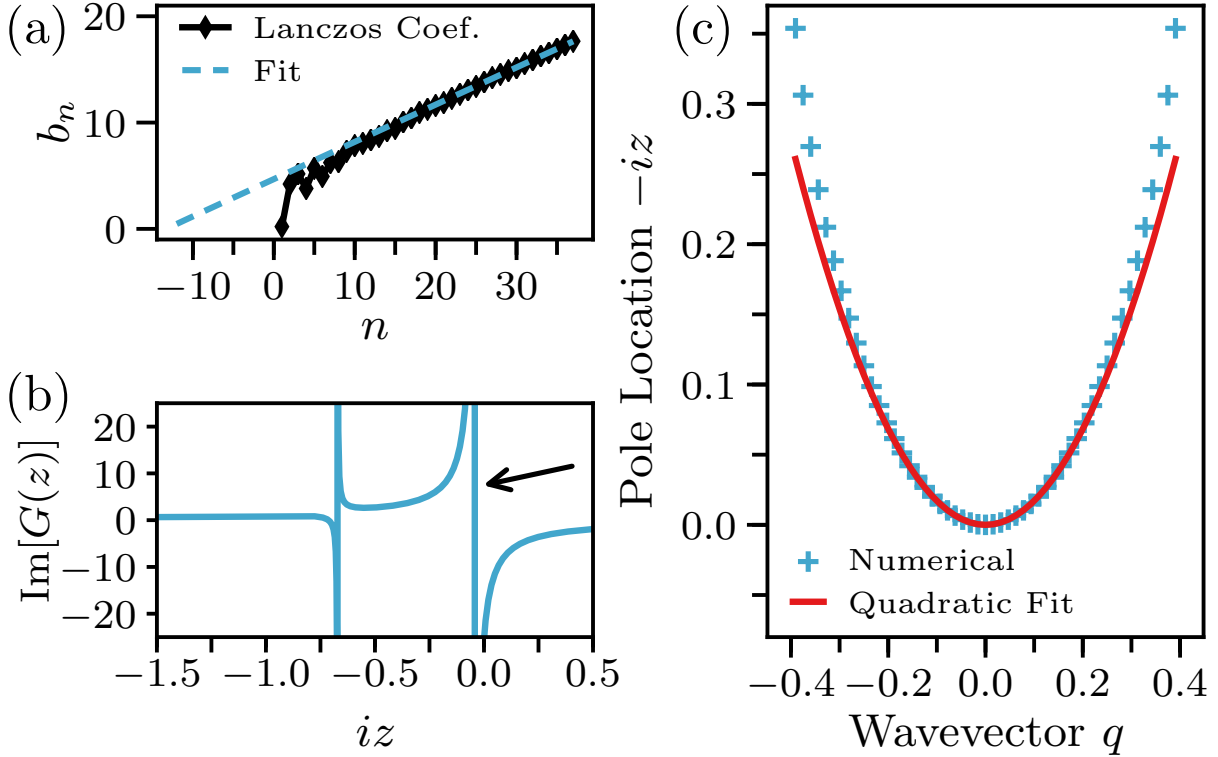 (a)
20
10
0
b_n
Lanczos Coef.
Fit
−10
0
10
20
30
n
(b)
20
10
0
−10
−20
Im[G(z)]
−1.5
−1.0
−0.5
0.0
0.5
iz
(c)
0.3
0.2
0.1
0.0
Pole Location −iz
Numerical
Quadratic Fit
−0.4
−0.2
0.0
0.2
0.4
Wavevector q